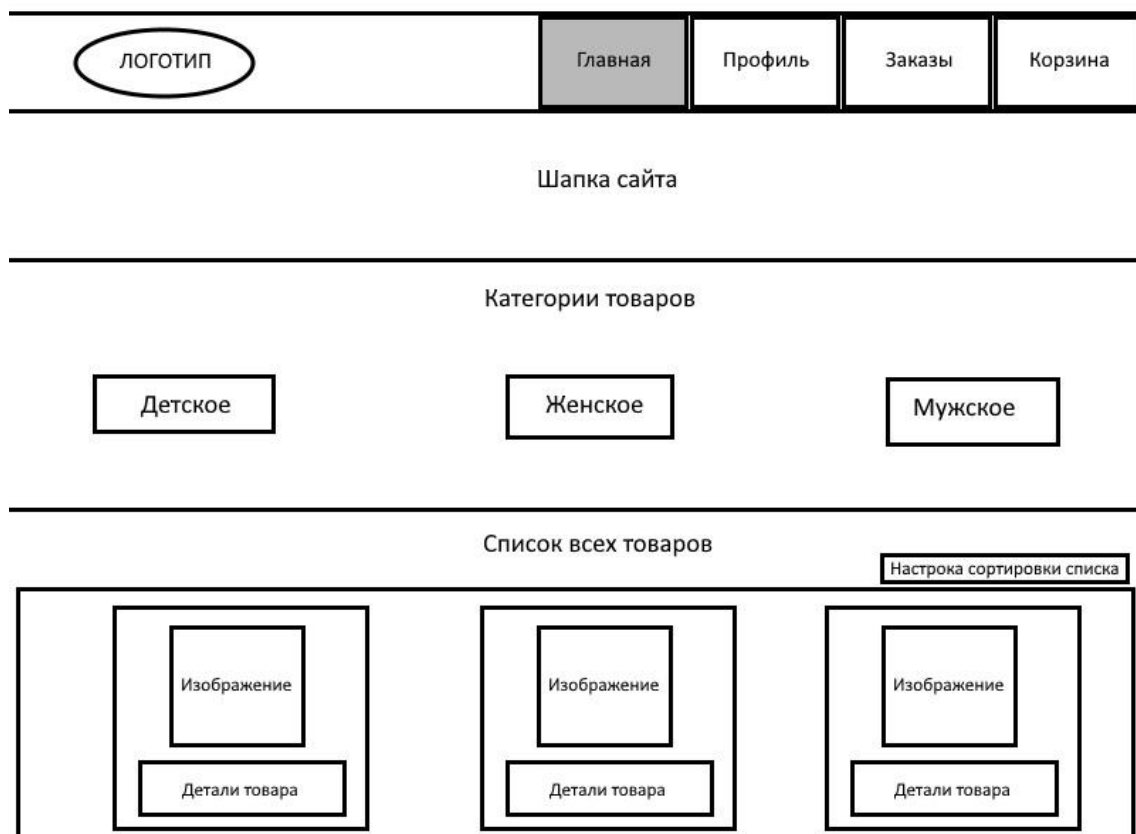 ЛОГОТИП
Главная
Профиль
Заказы
Корзина
Шапка сайта
Категории товаров
Детское
Женское
Мужское
Список всех товаров
Настрока сортировки списка
Изображение
Изображение
Изображение
Детали товара
Детали товара
Детали товара